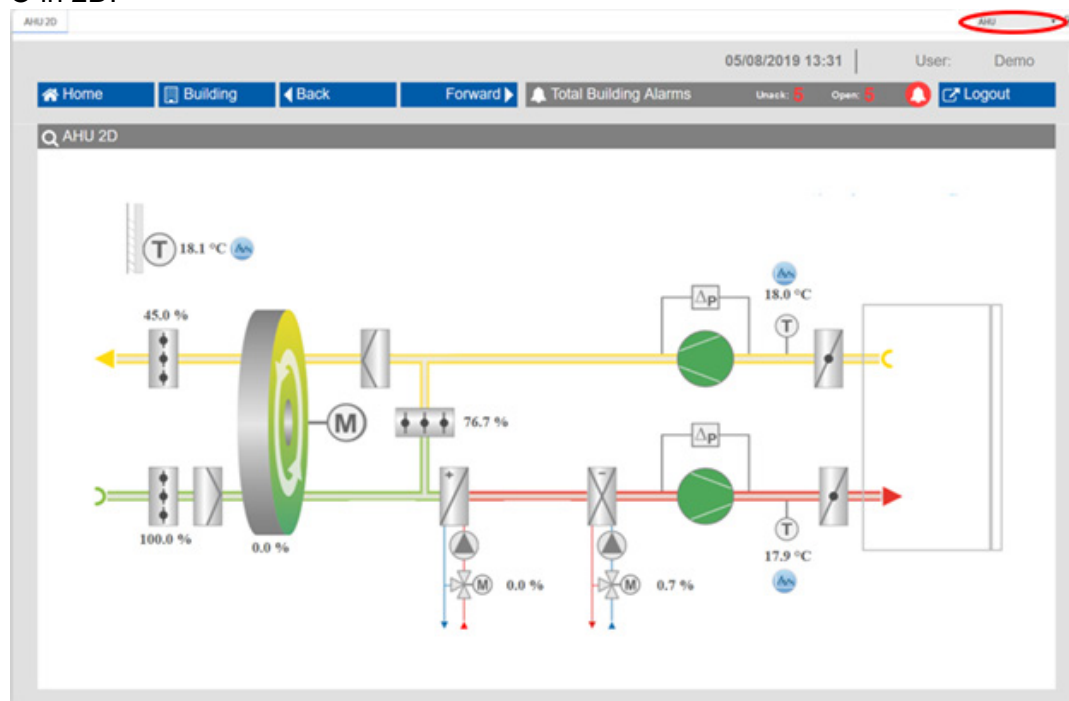 AHU 2D
AHU
05/08/2019 13:31 User: Demo
Home Building Back Forward Total Building Alarms Unack: 5 Open: 5 Logout
AHU 2D
T 18.1 °C
18.0 °C
ΔP
T
45.0 %
M
76.7 %
ΔP
+
−
T
100.0 %
0.0 %
17.9 °C
M 0.0 %
M 0.7 %